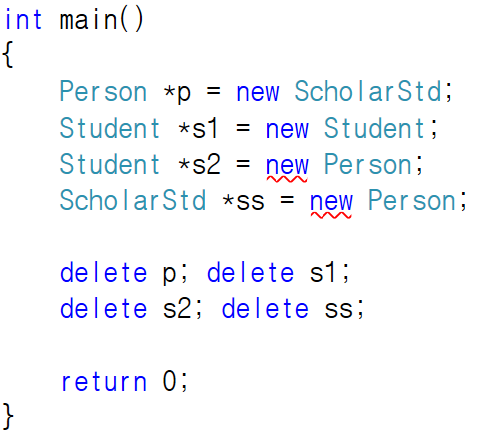 int main()
{
Person *p = new ScholarStd;
Student *s1 = new Student;
Student *s2 = new Person;
ScholarStd *ss = new Person;
delete p; delete s1;
delete s2; delete ss;
return 0;
}